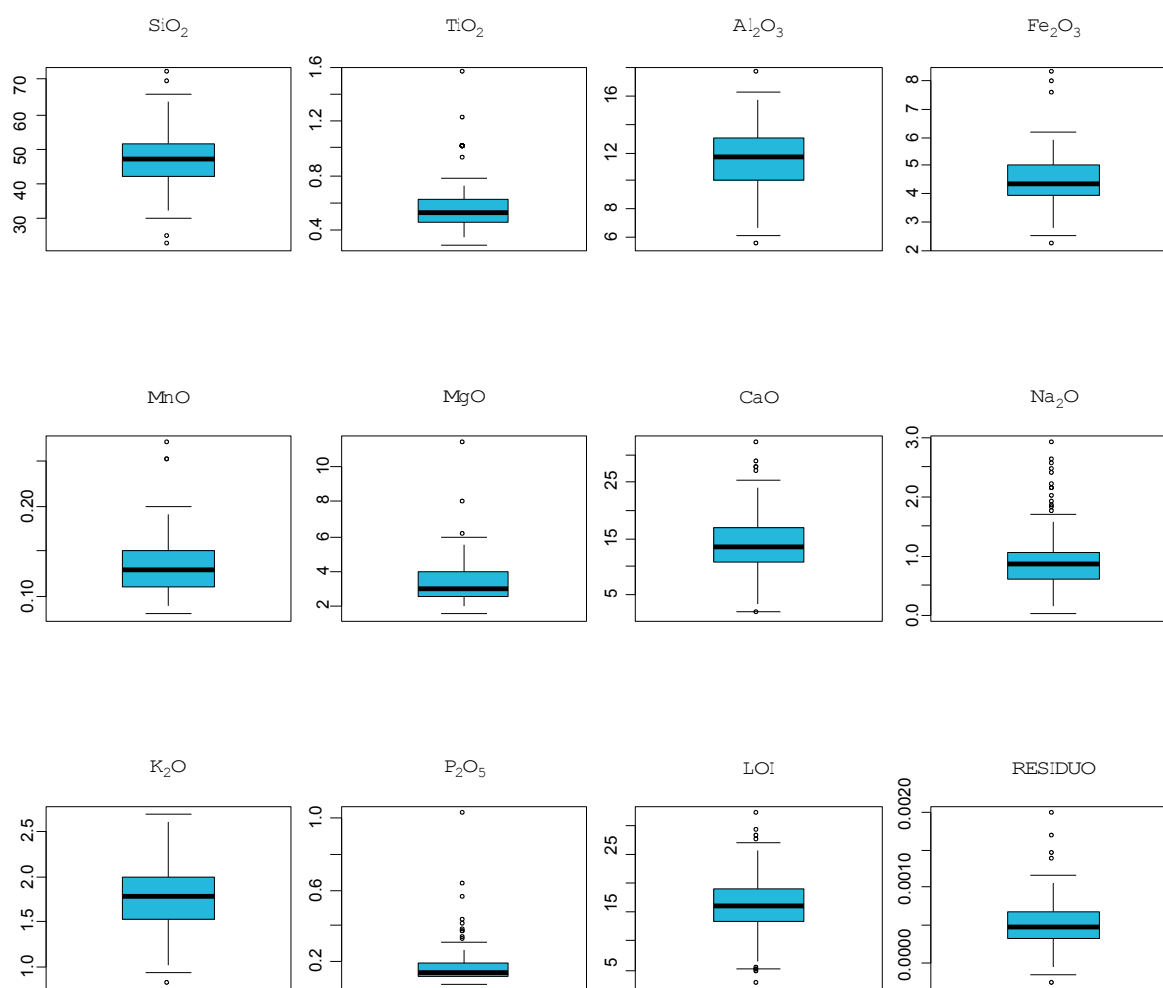 SiO₂ TiO₂ Al₂O₃ Fe₂O₃
30 40 50 60 70
0.4 0.8 1.2 1.6
6 8 12 16
2 3 4 5 6 7 8
MnO MgO CaO Na₂O
0.10 0.20
2 4 6 8 10
5 15 25
0.0 1.0 2.0 3.0
K₂O P₂O₅ LOI RESIDUO
1.0 1.5 2.0 2.5
0.2 0.6 1.0
5 15 25
0.0000 0.0010 0.0020